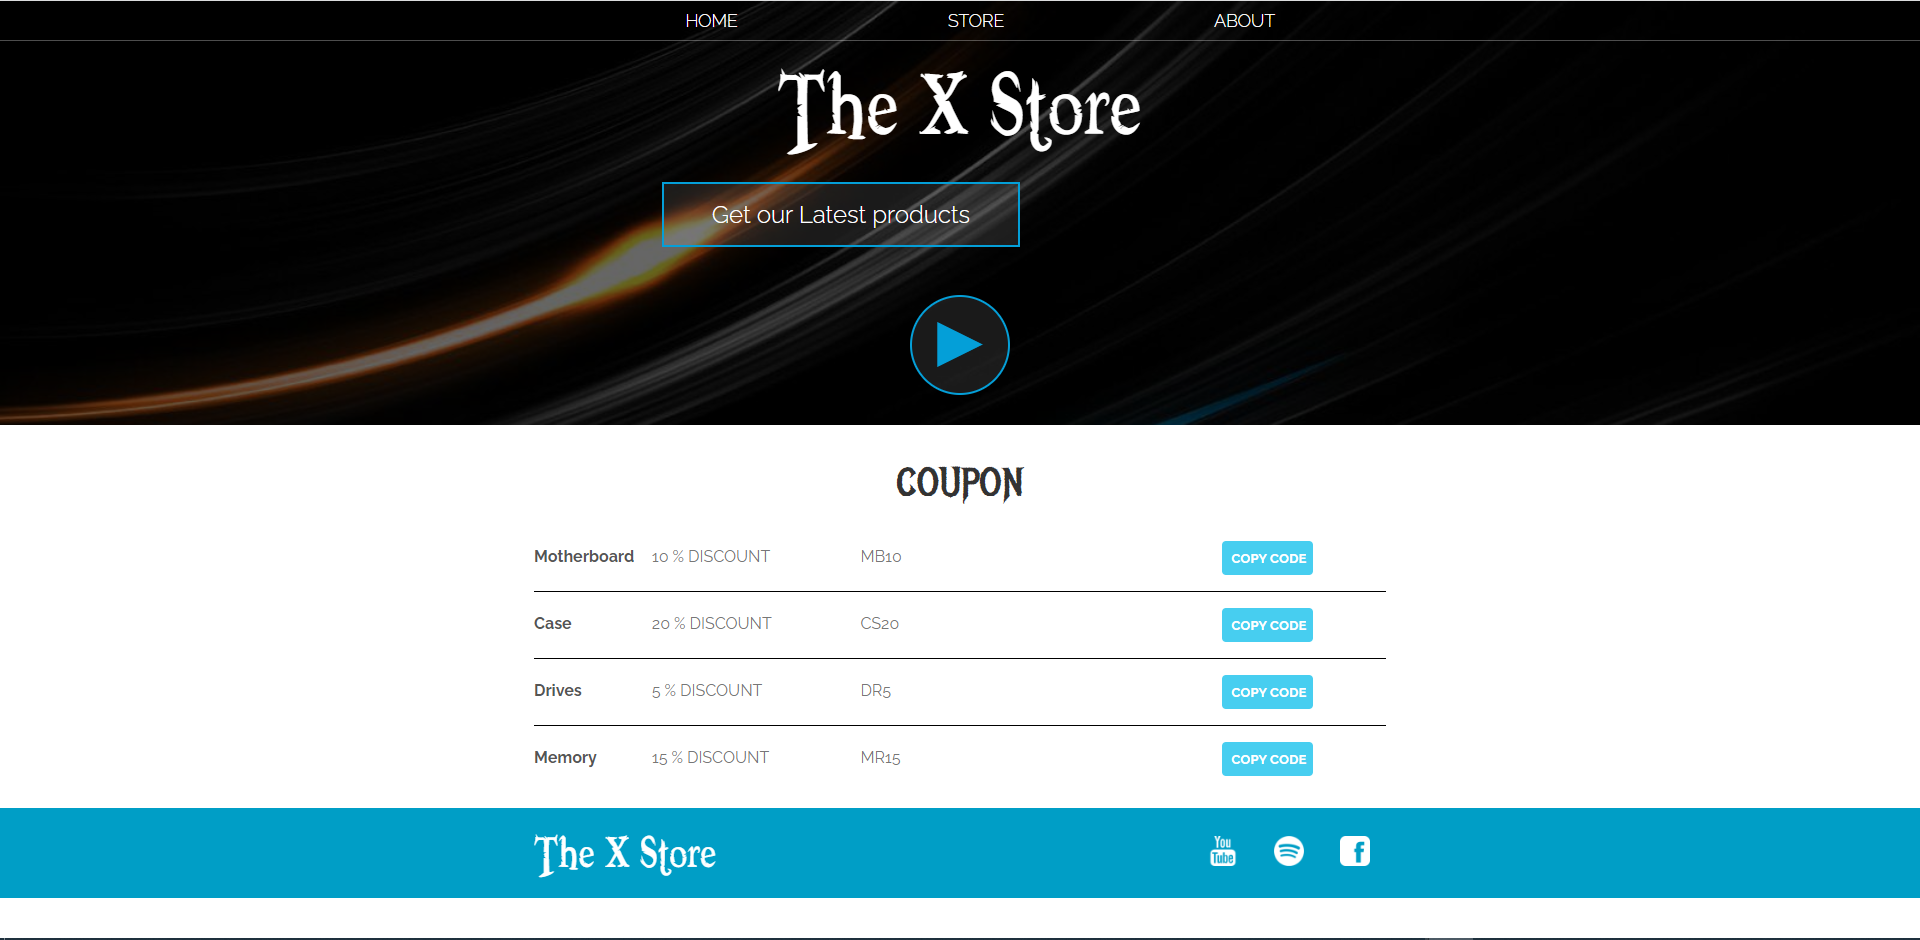 HOME STORE ABOUT
The X Store
Get our Latest products
COUPON
Motherboard 10 % DISCOUNT MB10 COPY CODE
Case 20 % DISCOUNT CS20 COPY CODE
Drives 5 % DISCOUNT DR5 COPY CODE
Memory 15 % DISCOUNT MR15 COPY CODE
The X Store You Tube f